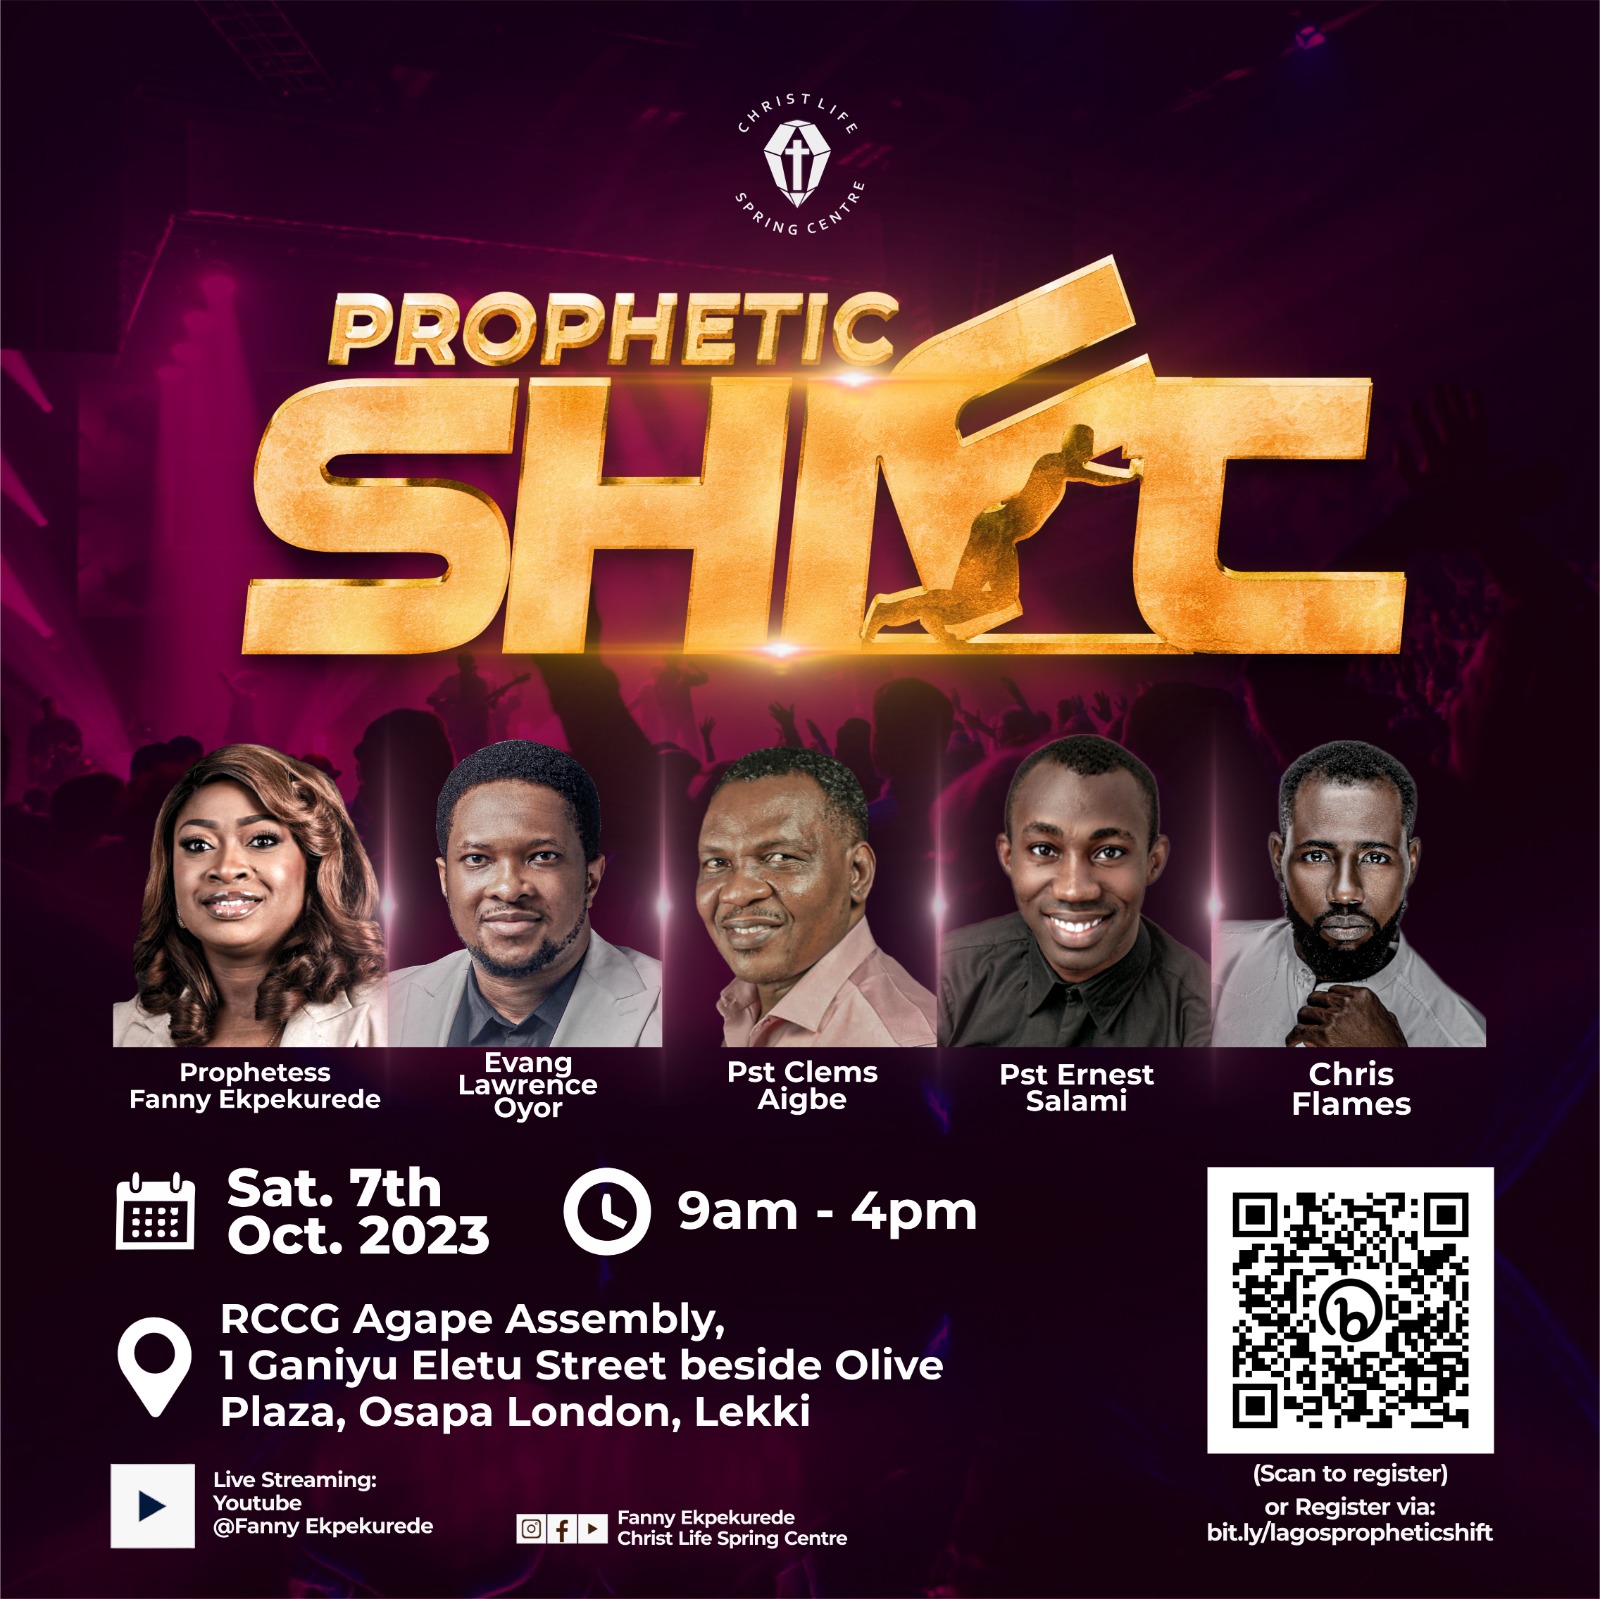 CHRIST LIFE
SPRING CENTRE
PROPHETIC
SHIFT
Prophetess
Fanny Ekpekurede
Evang
Lawrence
Oyor
Pst Clems
Aigbe
Pst Ernest
Salami
Chris
Flames
Sat. 7th
Oct. 2023
9am - 4pm
RCCG Agape Assembly,
1 Ganiyu Eletu Street beside Olive
Plaza, Osapa London, Lekki
Live Streaming:
Youtube
@Fanny Ekpekurede
Fanny Ekpekurede
Christ Life Spring Centre
(Scan to register)
or Register via:
bit.ly/lagospropheticshift